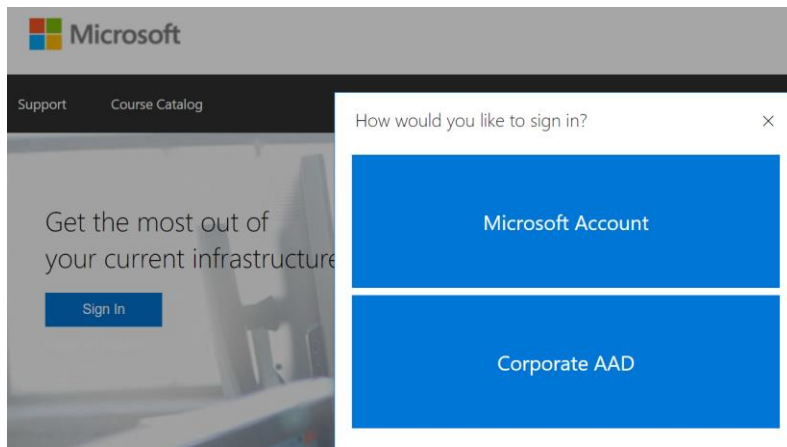 Microsoft
Support Course Catalog
How would you like to sign in?
Get the most out of
your current infrastructure
Sign In
Microsoft Account
Corporate AAD